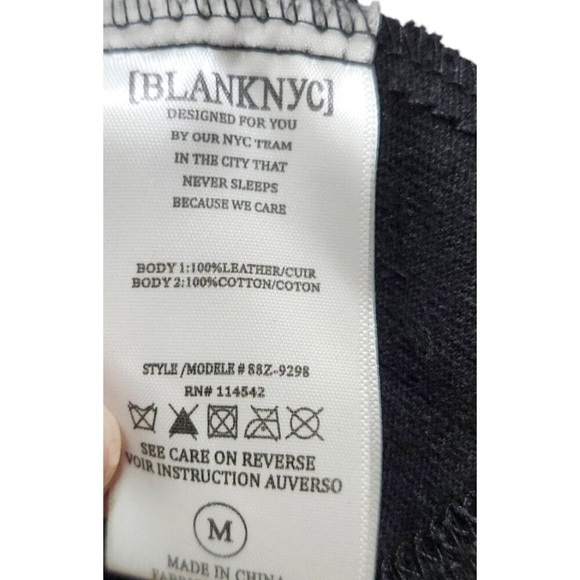 [BLANKNYC]
DESIGNED FOR YOU
BY OUR NYC TEAM
IN THE CITY THAT
NEVER SLEEPS
BECAUSE WE CARE
BODY 1:100%LEATHER/CUIR
BODY 2:100%COTTON/COTON
STYLE /MODELE # 88Z-9298
RN# 114542
SEE CARE ON REVERSE
VOIR INSTRUCTION AUVERSO
M
MADE IN CHINA